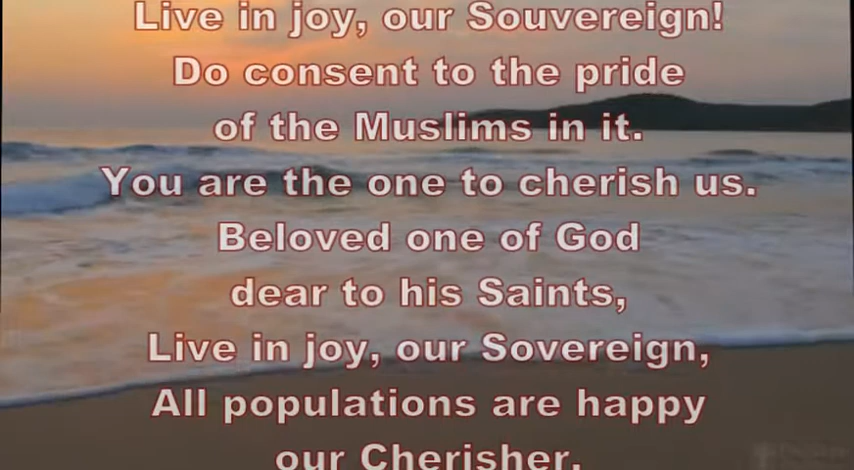 Live in joy, our Souvereign!
Do consent to the pride
of the Muslims in it.
You are the one to cherish us.
Beloved one of God
dear to his Saints,
Live in joy, our Sovereign,
All populations are happy
our Cherisher.